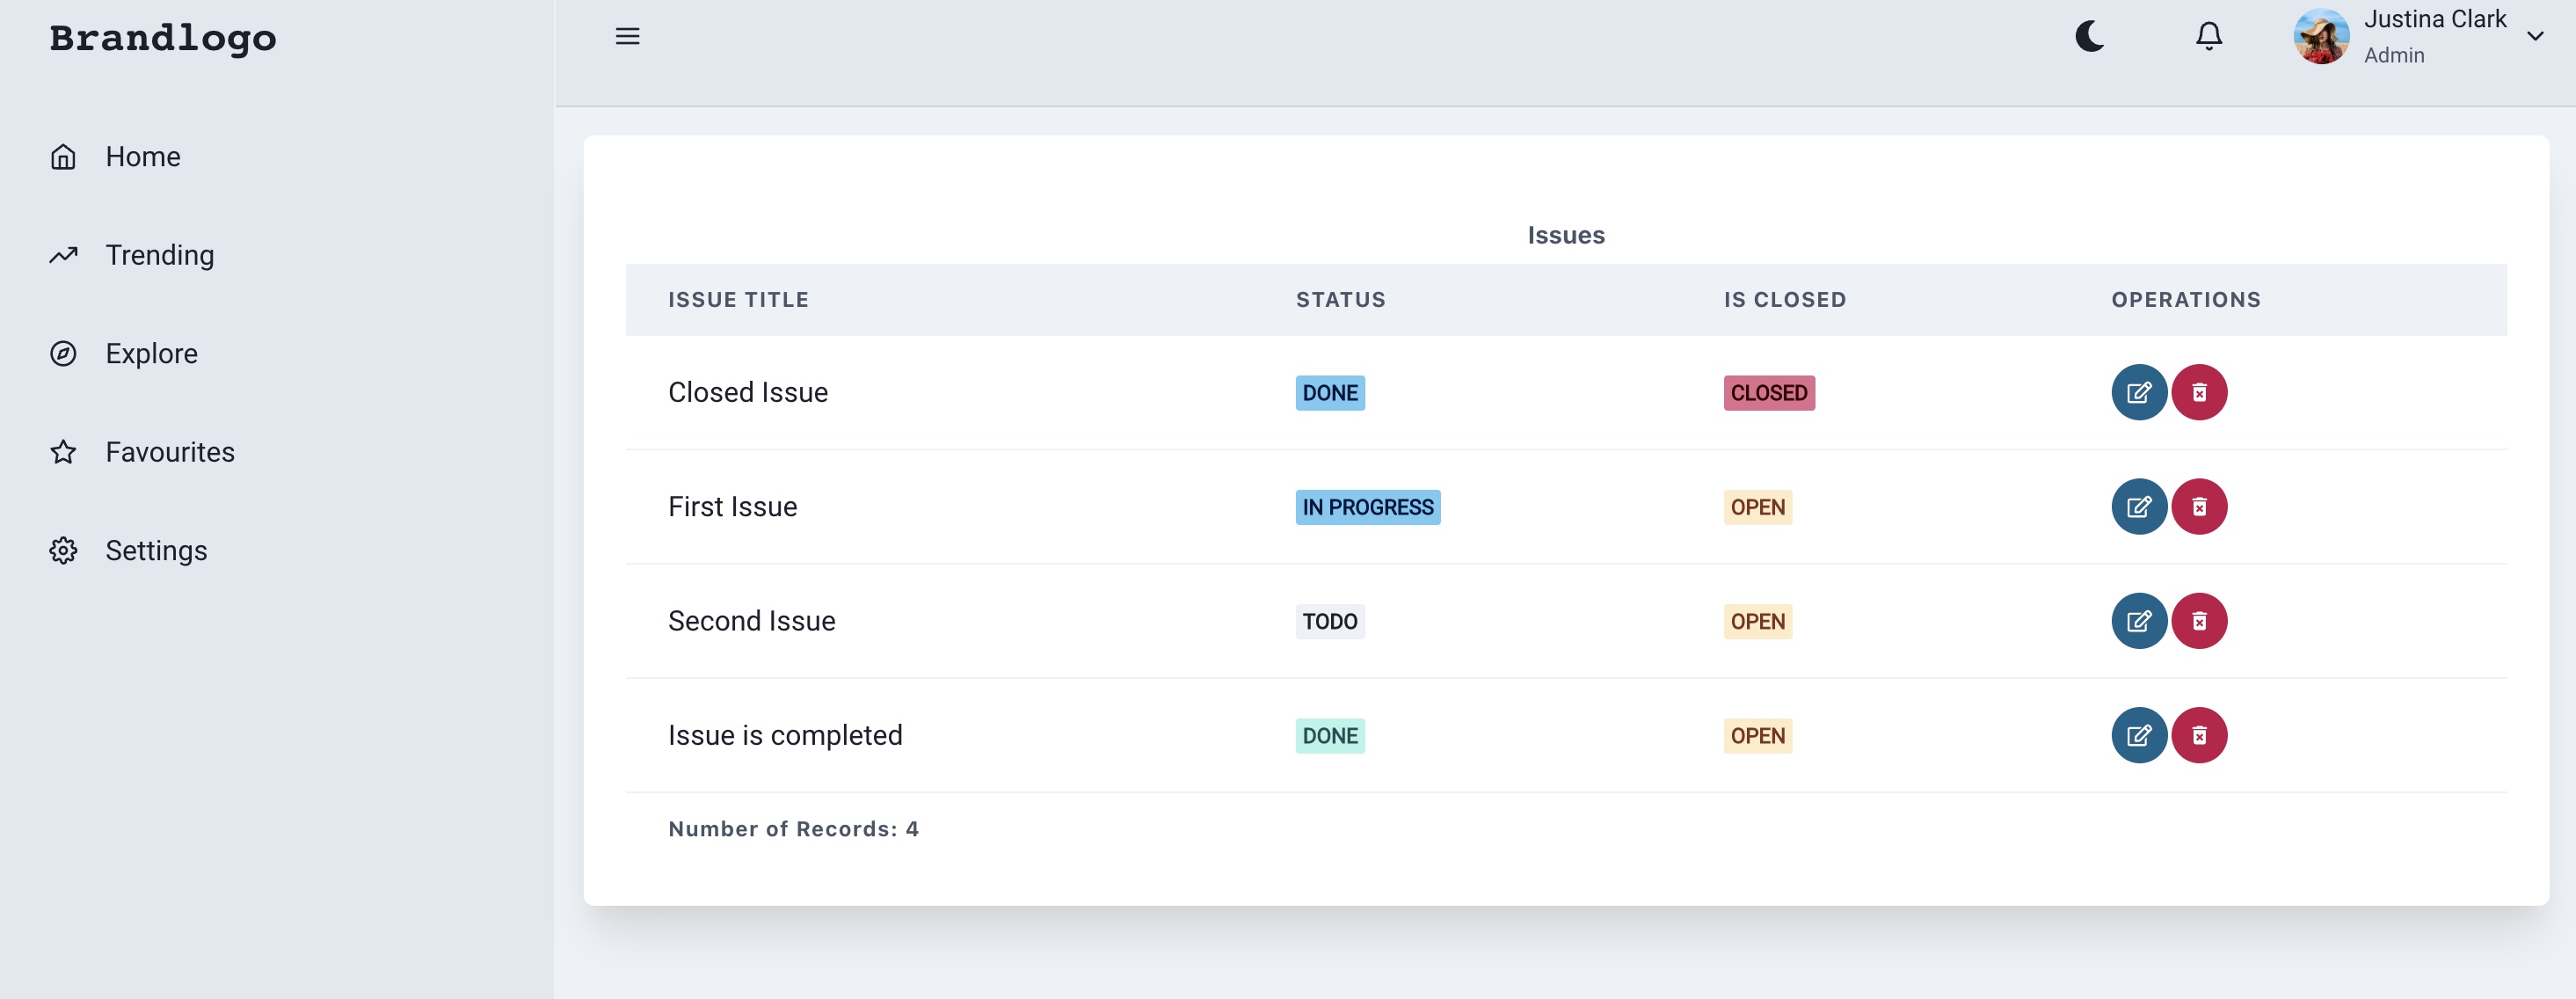 Brandlogo
Justina Clark
Admin
Home
Trending
Explore
Favourites
Settings
Issues
ISSUE TITLE STATUS IS CLOSED OPERATIONS
Closed Issue DONE CLOSED
First Issue IN PROGRESS OPEN
Second Issue TODO OPEN
Issue is completed DONE OPEN
Number of Records: 4